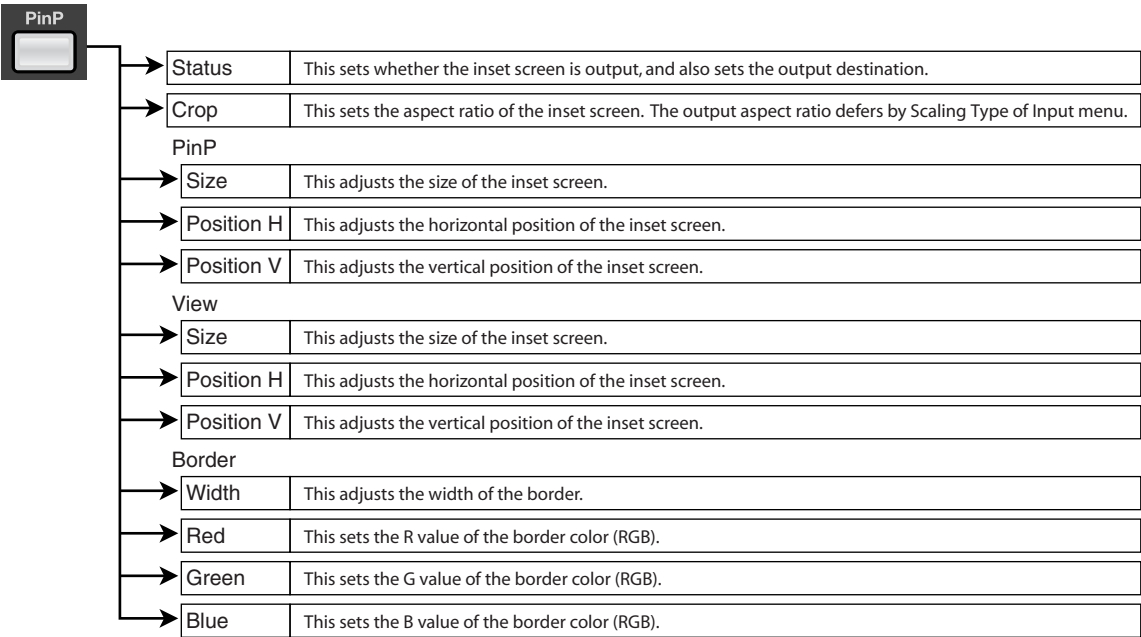 PinP
Status This sets whether the inset screen is output, and also sets the output destination.
Crop This sets the aspect ratio of the inset screen. The output aspect ratio defers by Scaling Type of Input menu.
PinP
Size This adjusts the size of the inset screen.
Position H This adjusts the horizontal position of the inset screen.
Position V This adjusts the vertical position of the inset screen.
View
Size This adjusts the size of the inset screen.
Position H This adjusts the horizontal position of the inset screen.
Position V This adjusts the vertical position of the inset screen.
Border
Width This adjusts the width of the border.
Red This sets the R value of the border color (RGB).
Green This sets the G value of the border color (RGB).
Blue This sets the B value of the border color (RGB).